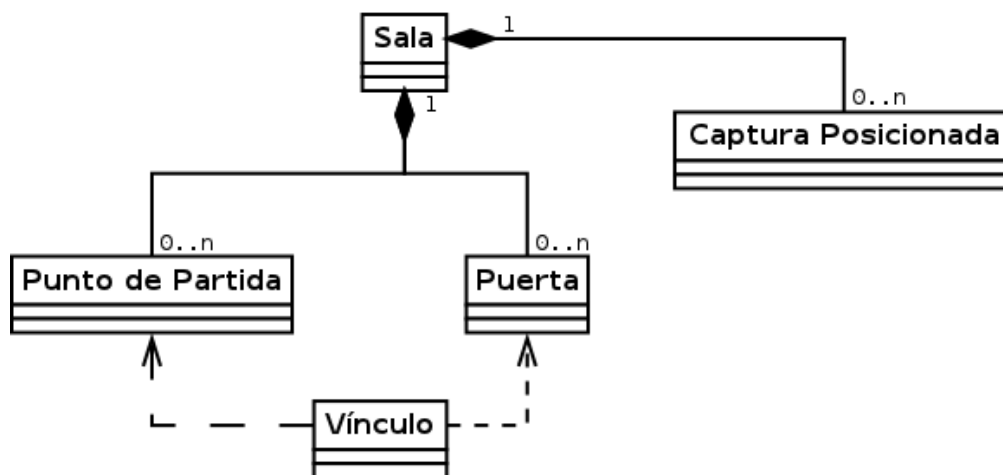 Sala
1
1
0..n
Captura Posicionada
0..n
0..n
Punto de Partida
Puerta
Vínculo